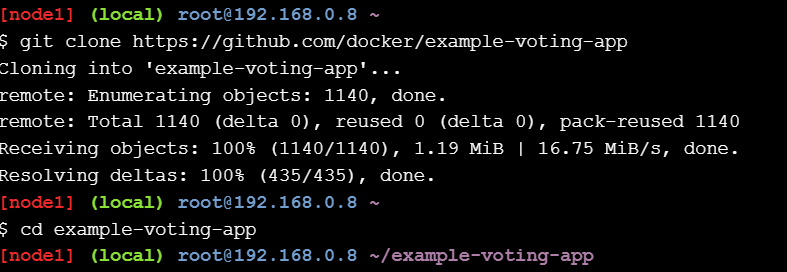 [node1] (local) root@192.168.0.8 ~
$ git clone https://github.com/docker/example-voting-app
Cloning into 'example-voting-app'...
remote: Enumerating objects: 1140, done.
remote: Total 1140 (delta 0), reused 0 (delta 0), pack-reused 1140
Receiving objects: 100% (1140/1140), 1.19 MiB | 16.75 MiB/s, done.
Resolving deltas: 100% (435/435), done.
[node1] (local) root@192.168.0.8 ~
$ cd example-voting-app
[node1] (local) root@192.168.0.8 ~/example-voting-app